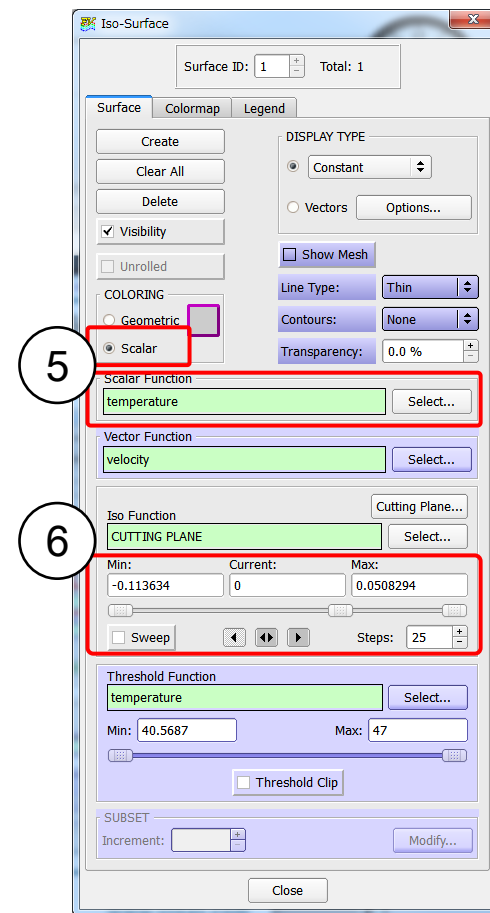 Iso-Surface
Surface ID: 1 Total: 1
Surface Colormap Legend
Create
Clear All
Delete
Visibility
Unrolled
DISPLAY TYPE
Constant
Vectors Options...
Show Mesh
COLORING
Geometric
Scalar
Line Type: Thin
Contours: None
Transparency: 0.0 %
5
Scalar Function
temperature Select...
Vector Function
velocity Select...
Cutting Plane...
6
Iso Function
CUTTING PLANE Select...
Min: Current: Max:
-0.113634 0 0.0508294
Sweep Steps: 25
Threshold Function
temperature Select...
Min: 40.5687 Max: 47
Threshold Clip
SUBSET
Increment: Modify...
Close